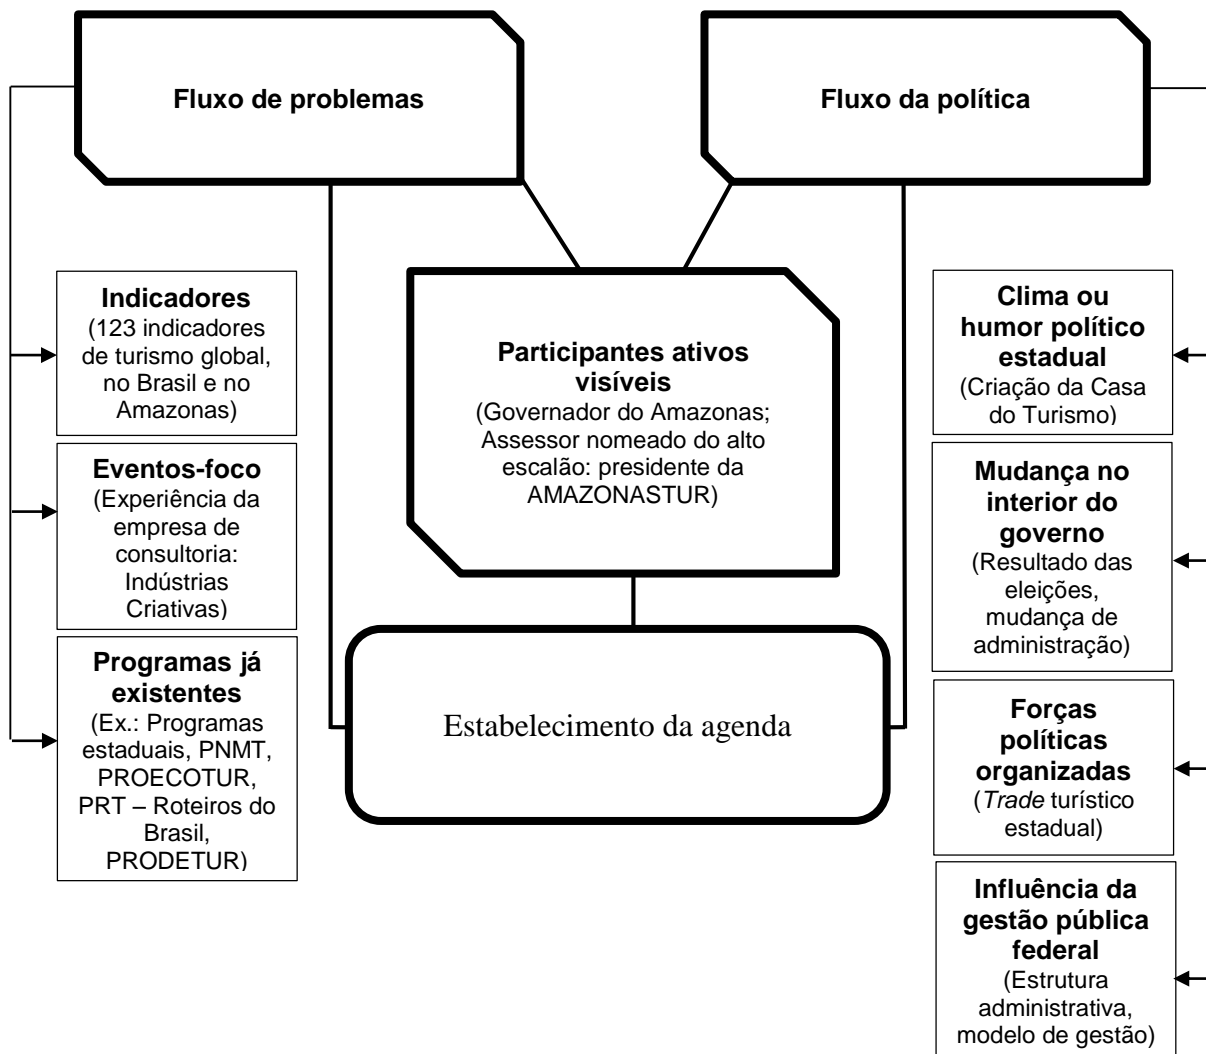 Fluxo de problemas
Fluxo da política
Indicadores
(123 indicadores
de turismo global,
no Brasil e no
Amazonas)
Eventos-foco
(Experiência da
empresa de
consultoria:
Indústrias
Criativas)
Programas já
existentes
(Ex.: Programas
estaduais, PNMT,
PROECOTUR,
PRT – Roteiros do
Brasil,
PRODETUR)
Participantes ativos
visíveis
(Governador do Amazonas;
Assessor nomeado do alto
escalão: presidente da
AMAZONASTUR)
Estabelecimento da agenda
Clima ou
humor político
estadual
(Criação da Casa
do Turismo)
Mudança no
interior do
governo
(Resultado das
eleições,
mudança de
administração)
Forças
políticas
organizadas
(Trade turístico
estadual)
Influência da
gestão pública
federal
(Estrutura
administrativa,
modelo de gestão)